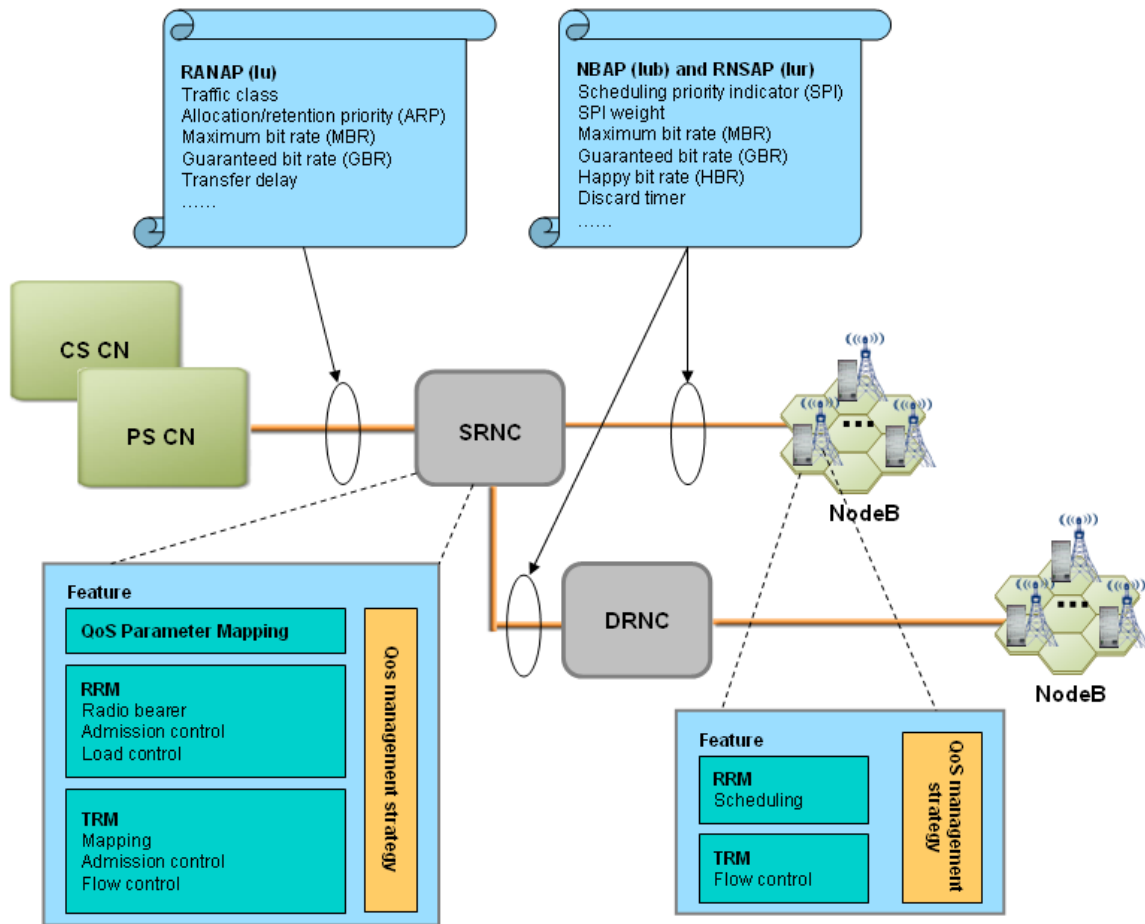 RANAP (Iu)
Traffic class
Allocation/retention priority (ARP)
Maximum bit rate (MBR)
Guaranteed bit rate (GBR)
Transfer delay
......
NBAP (Iub) and RNSAP (Iur)
Scheduling priority indicator (SPI)
SPI weight
Maximum bit rate (MBR)
Guaranteed bit rate (GBR)
Happy bit rate (HBR)
Discard timer
......
CS CN
PS CN
SRNC
NodeB
DRNC
NodeB
Feature
QoS Parameter Mapping
RRM
Radio bearer
Admission control
Load control
TRM
Mapping
Admission control
Flow control
Qos management strategy
Feature
RRM
Scheduling
TRM
Flow control
QoS management
strategy